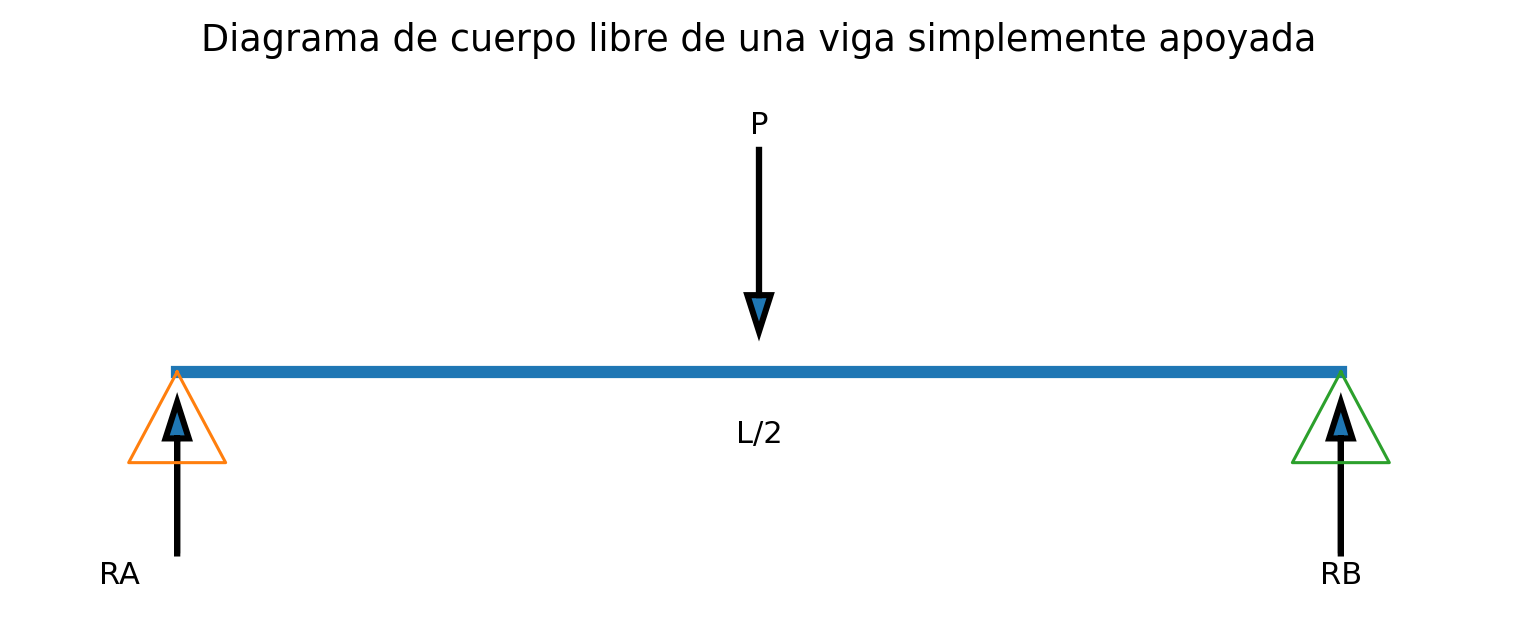 Diagrama de cuerpo libre de una viga simplemente apoyada
P
L/2
RA
RB